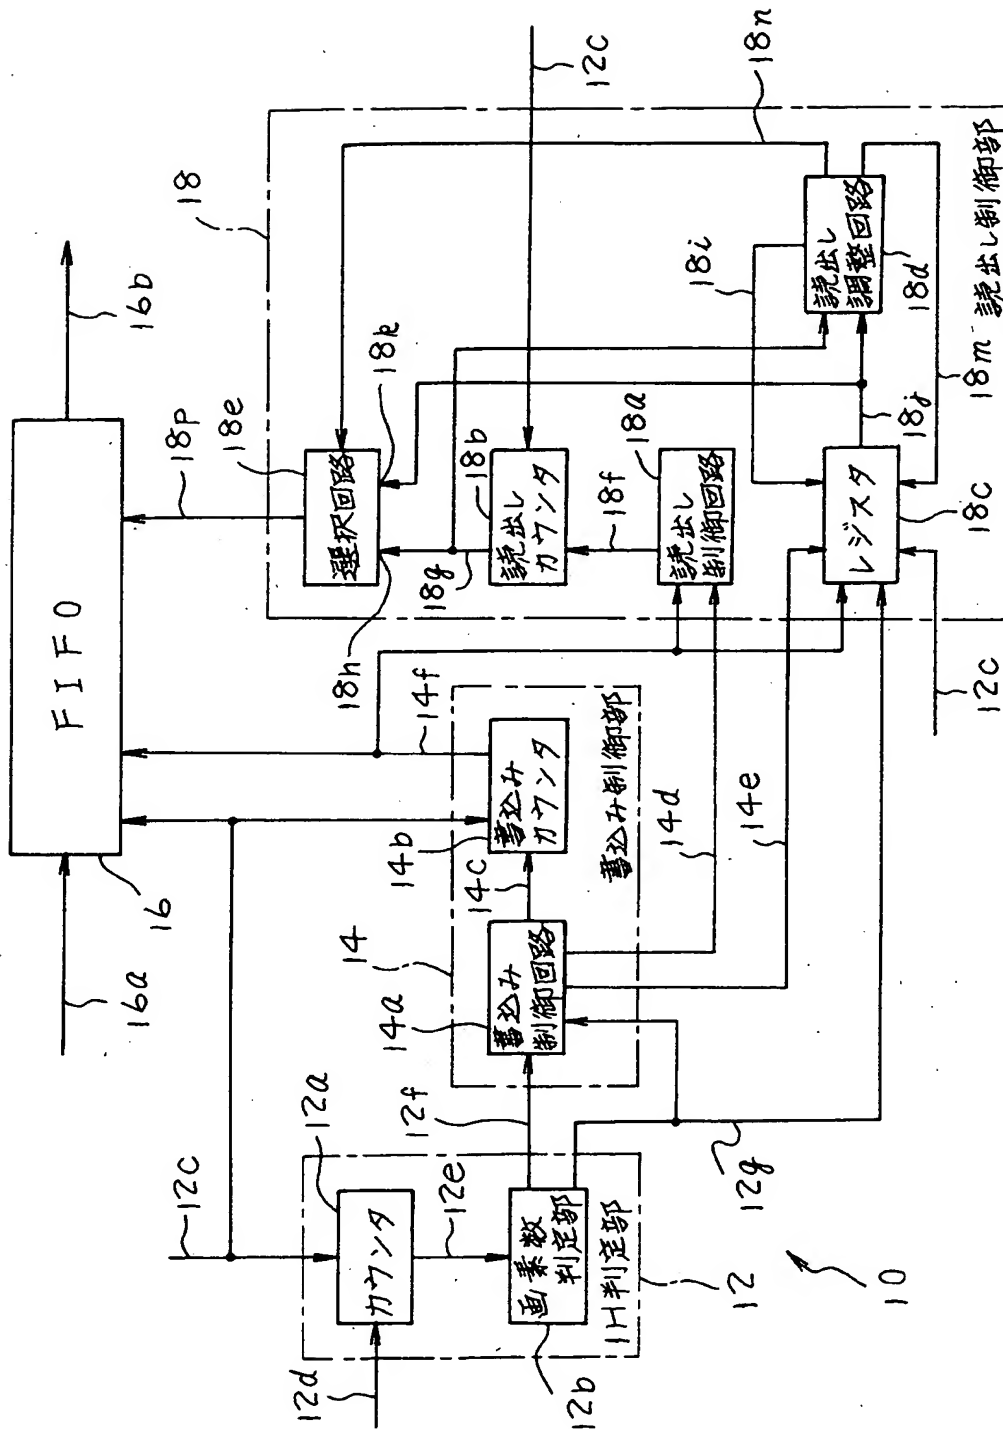 FIFO
16
16a
16b
18
18p
18e
選択回路
18k
18h
18g
18b
読出し
カウンタ
18f
18a
読出し
制御回路
12c
18n
18i
読出し
調整回路
18d
18m
18j
レジスタ
18c
12c
読出し制御部
14f
14b
書込み
カウンタ
14c
14
14a
書込み
制御回路
書込み制御部
14d
14e
12c
12a
カウンタ
12d
12e
12f
画素数
判定部
12b
1H判定部
12
12g
10